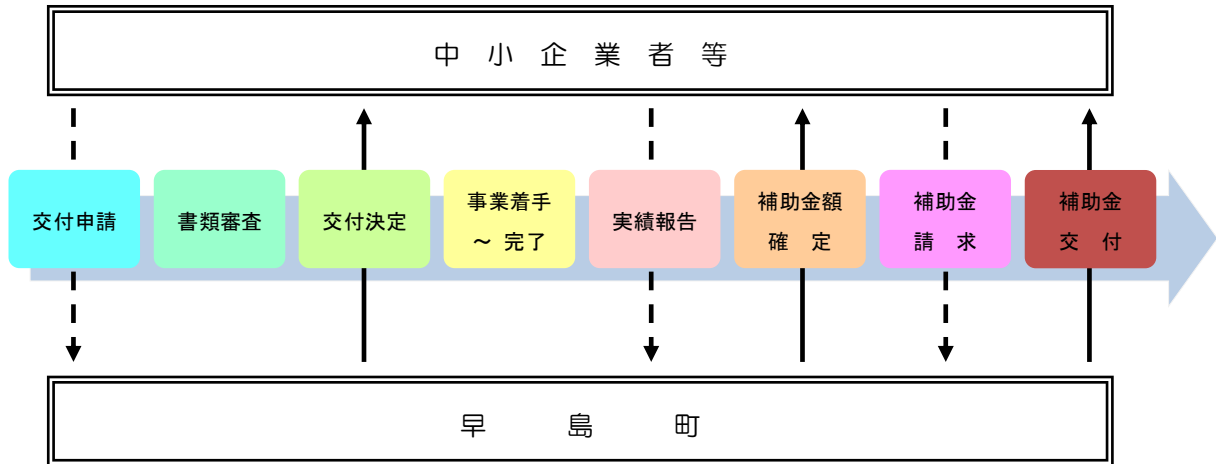 中 小 企 業 者 等
交付申請
書類審査
交付決定
事業着手
～ 完了
実績報告
補助金額
確　定
補助金
請　求
補助金
交　付
早　島　町